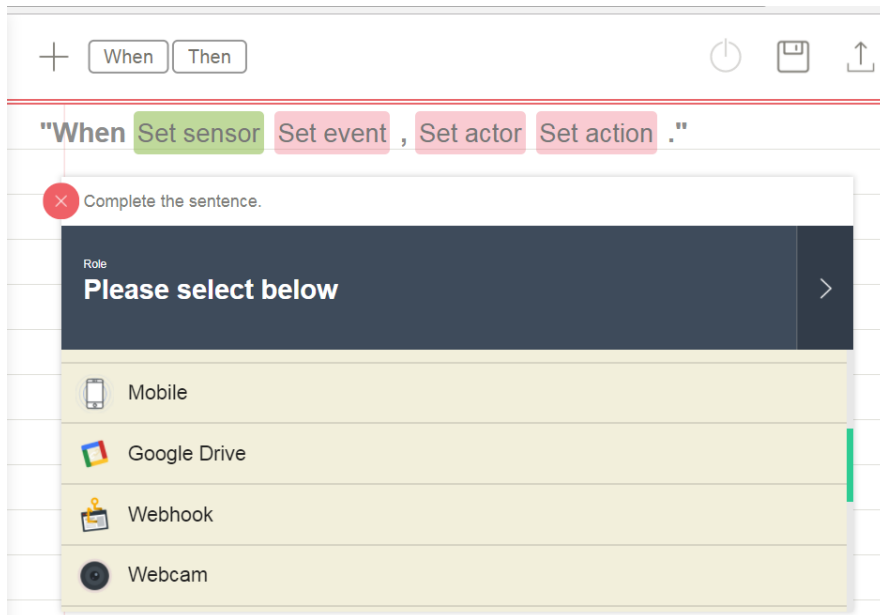 When Then
"When Set sensor Set event , Set actor Set action ."
Complete the sentence.
Role
Please select below
Mobile
Google Drive
Webhook
Webcam